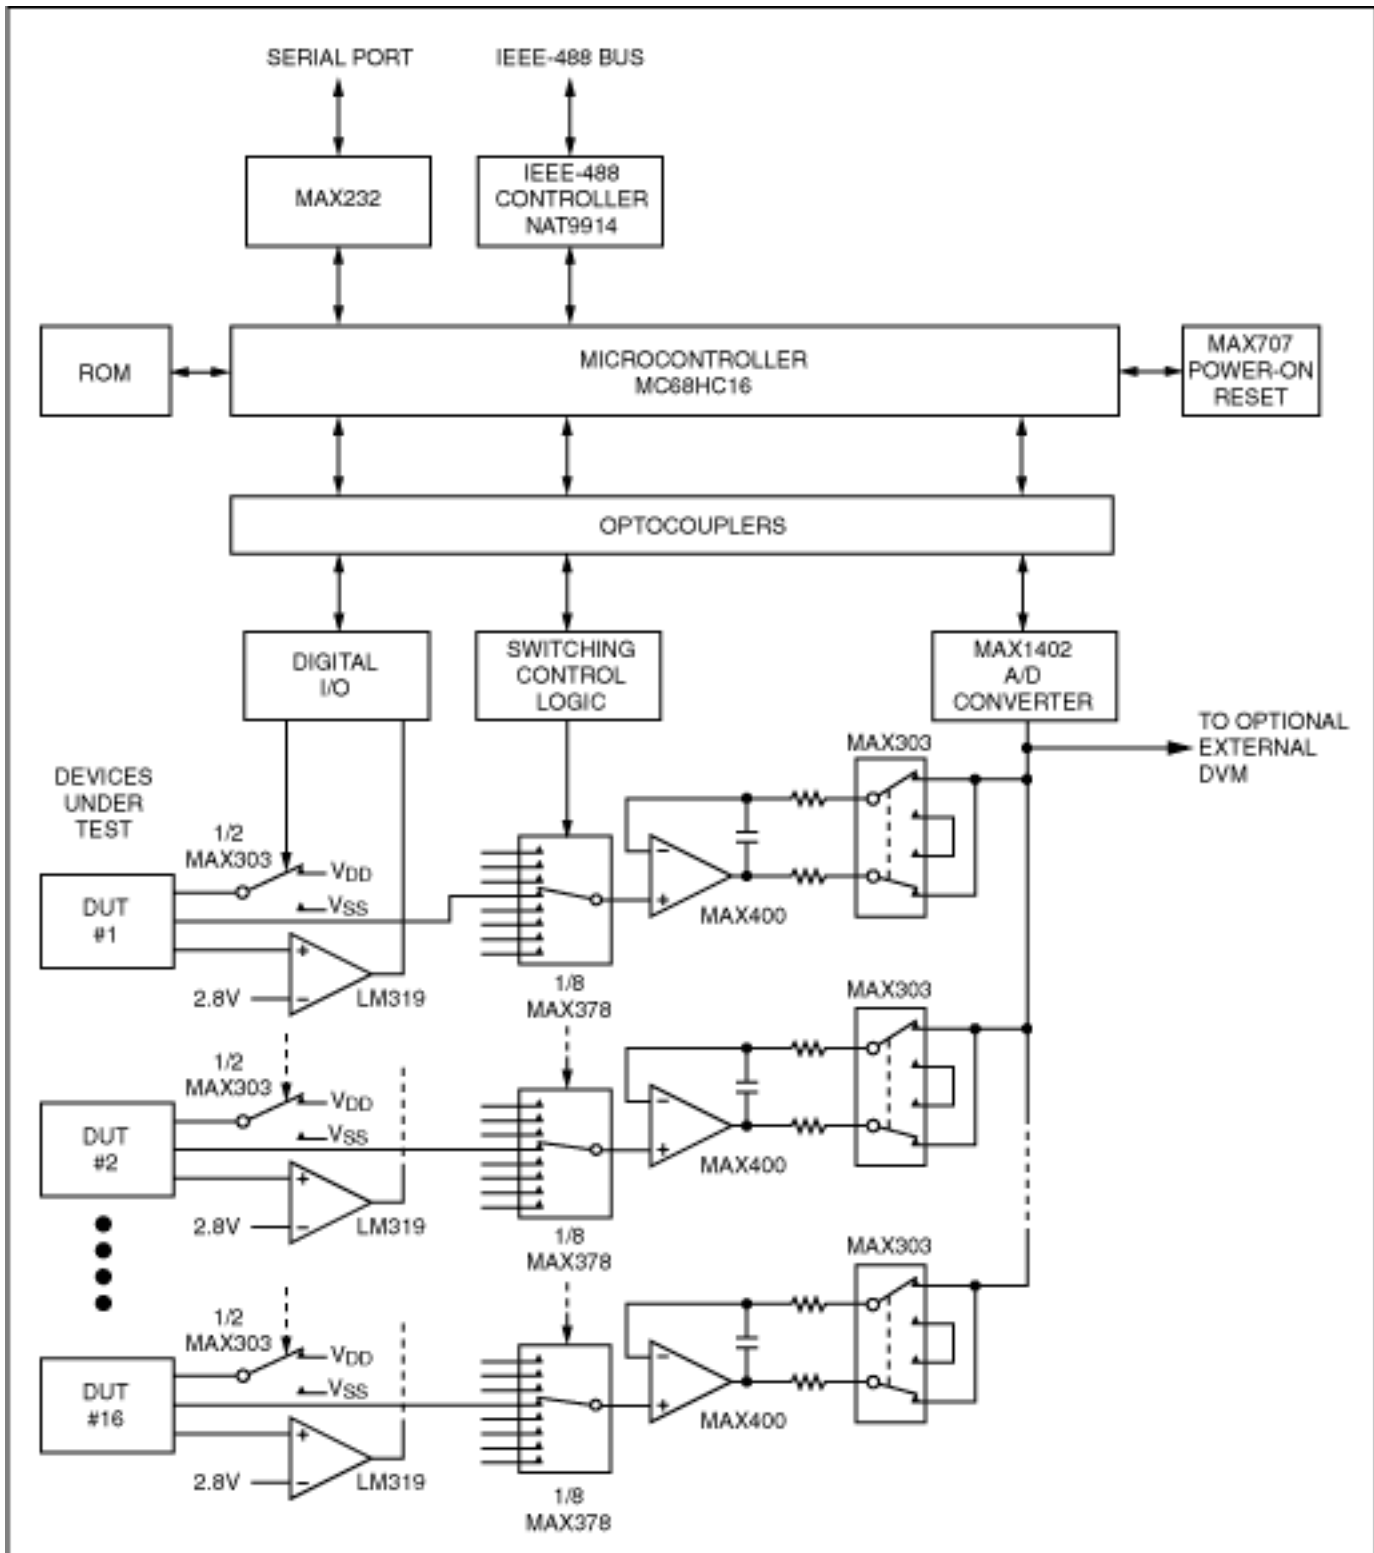 SERIAL PORT
IEEE-488 BUS
MAX232
IEEE-488
CONTROLLER
NAT9914
ROM
MICROCONTROLLER
MC68HC16
MAX707
POWER-ON
RESET
OPTOCOUPLERS
DIGITAL
I/O
SWITCHING
CONTROL
LOGIC
MAX1402
A/D
CONVERTER
TO OPTIONAL
EXTERNAL
DVM
DEVICES
UNDER
TEST
1/2
MAX303
VDD
VSS
DUT
#1
+
−
2.8V
LM319
1/8
MAX378
−
+
MAX400
MAX303
1/2
MAX303
VDD
VSS
DUT
#2
+
−
2.8V
LM319
1/8
MAX378
−
+
MAX400
MAX303
1/2
MAX303
VDD
VSS
DUT
#16
+
−
2.8V
LM319
1/8
MAX378
−
+
MAX400
MAX303